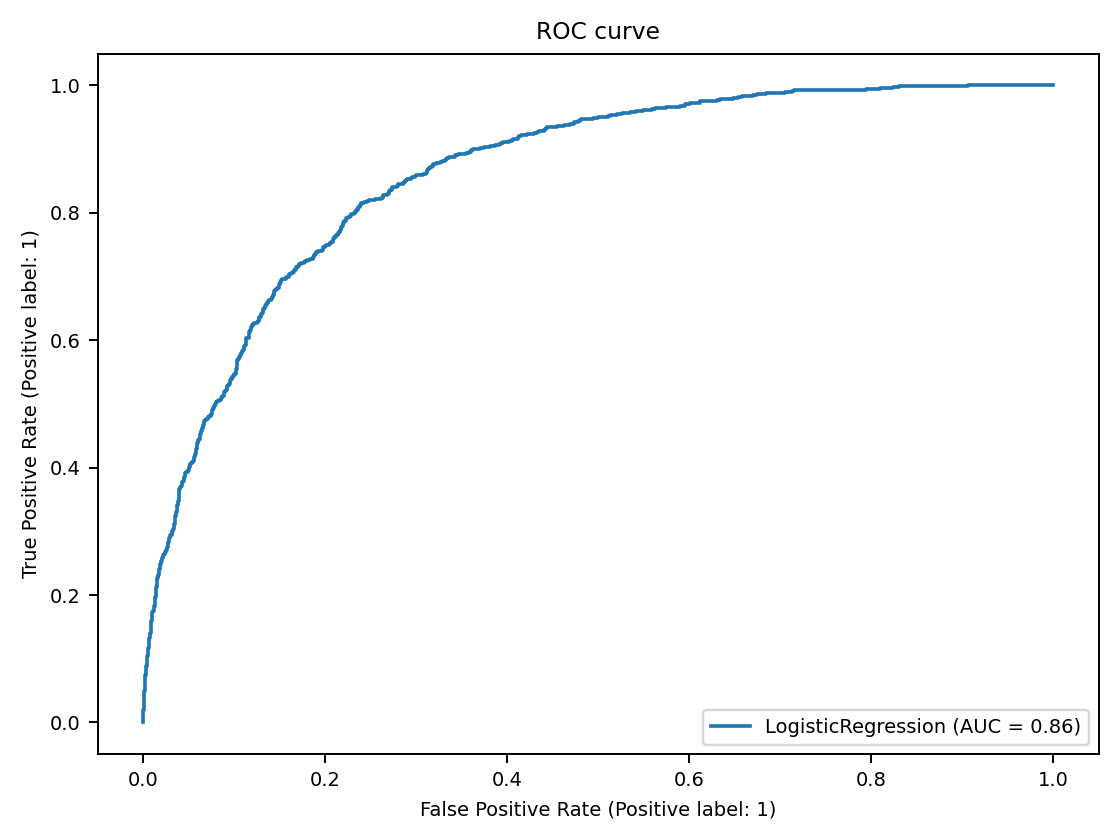 ROC curve
1.0
0.8
0.6
0.4
0.2
0.0
True Positive Rate (Positive label: 1)
LogisticRegression (AUC = 0.86)
0.0 0.2 0.4 0.6 0.8 1.0
False Positive Rate (Positive label: 1)